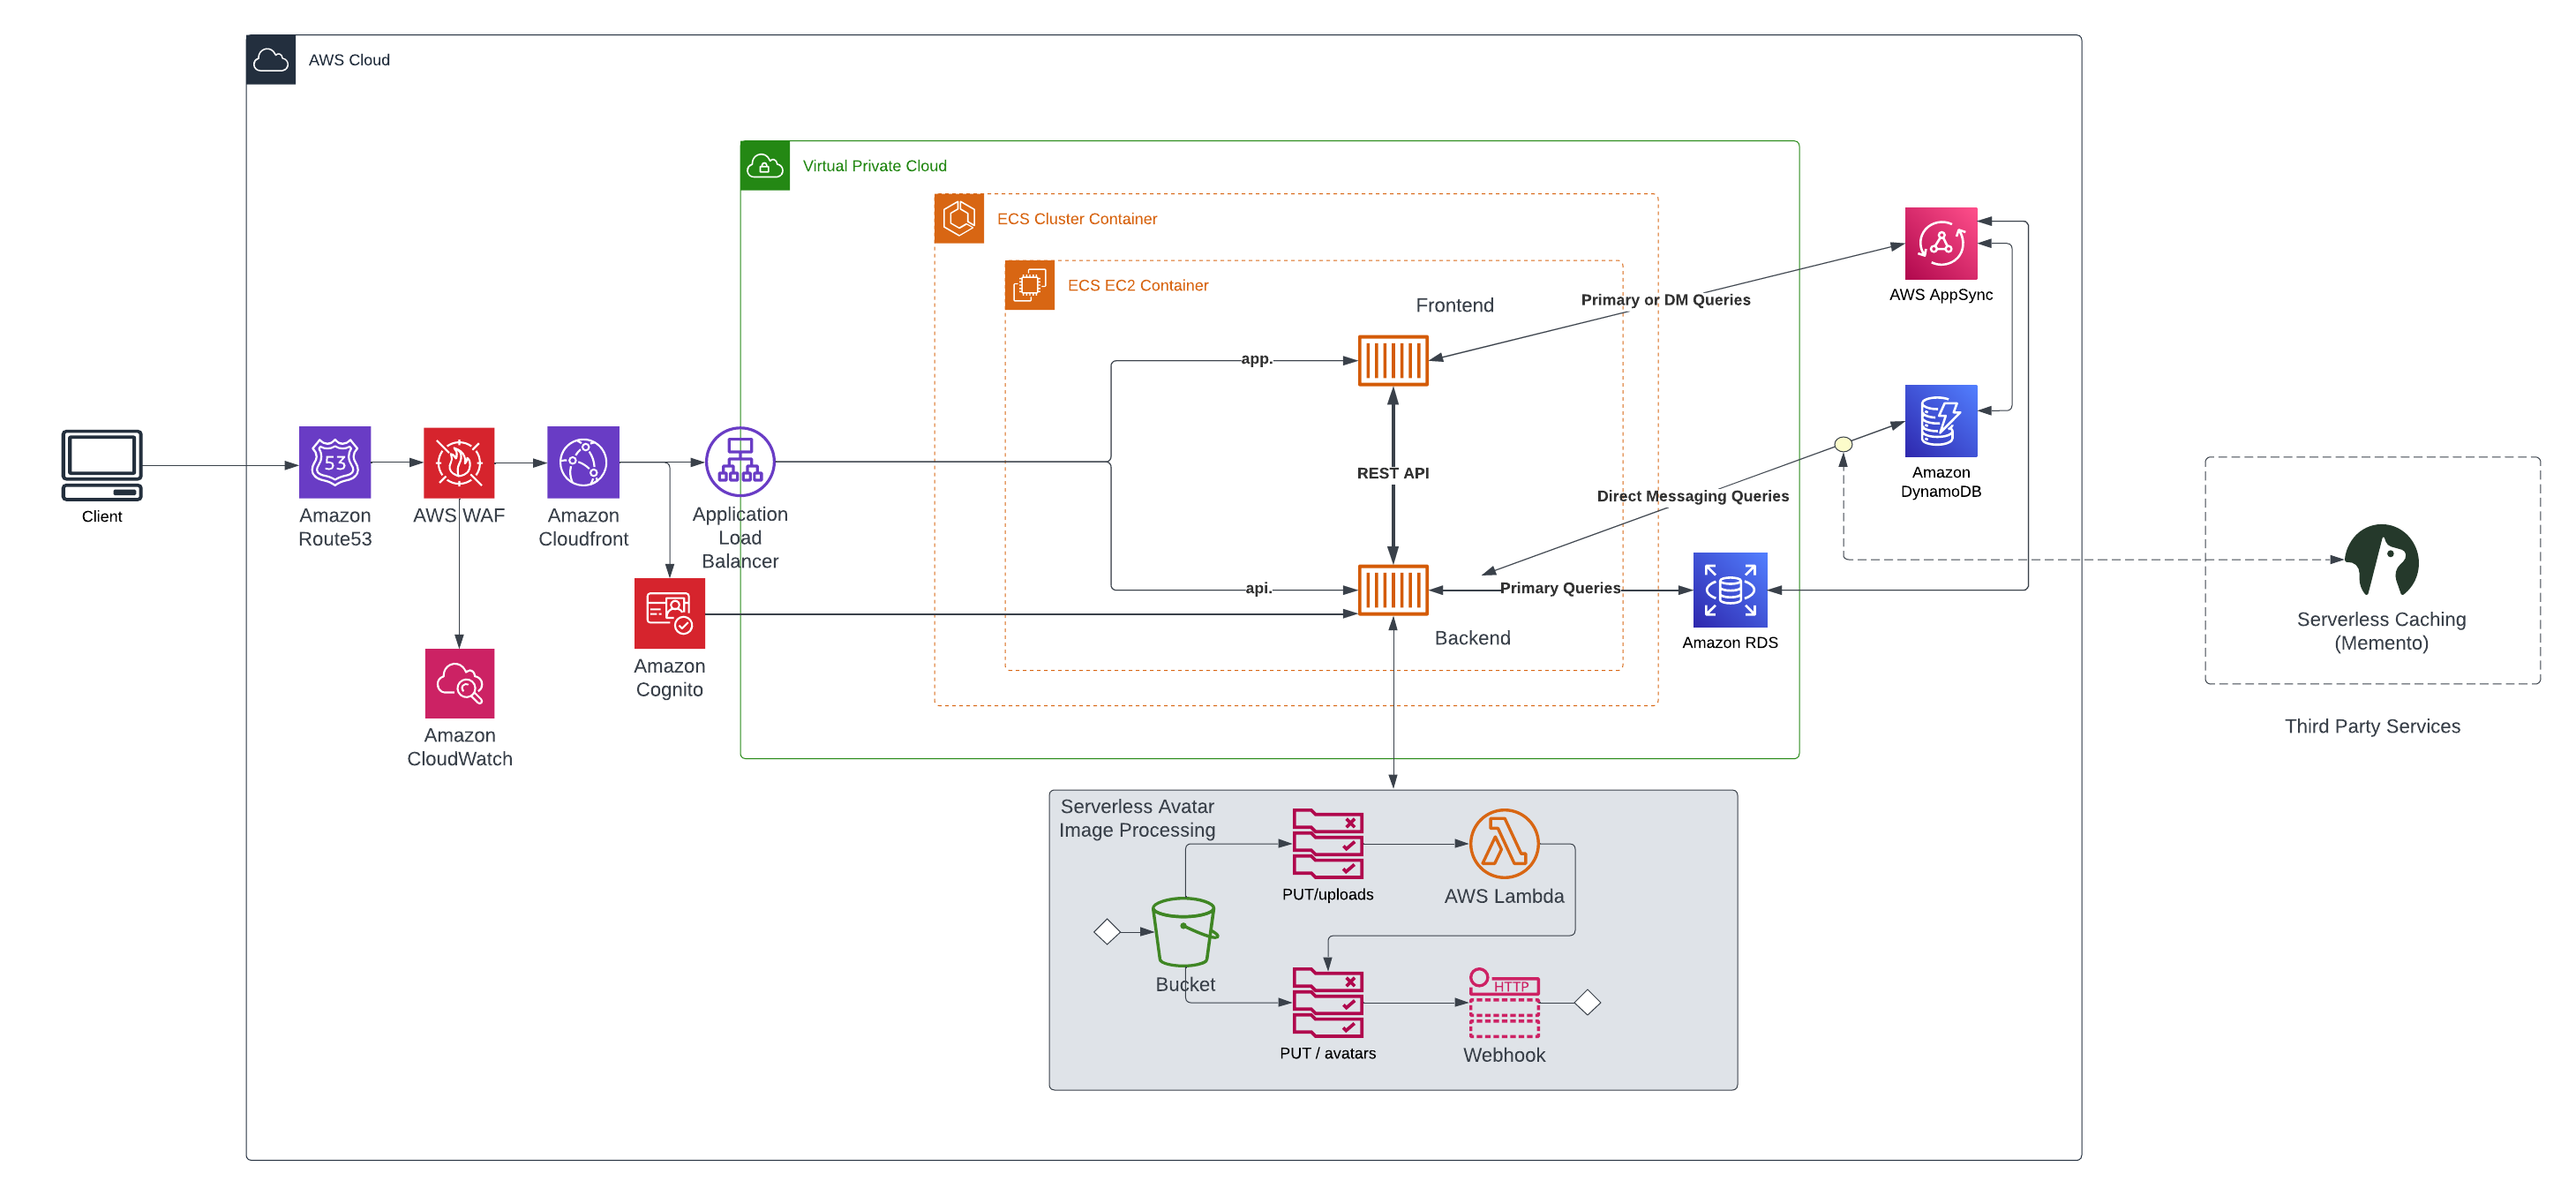 AWS Cloud
Virtual Private Cloud
ECS Cluster Container
ECS EC2 Container
Frontend
Primary or DM Queries
AWS AppSync
app.
Client
53
Amazon
Route53
AWS WAF
Amazon
Cloudfront
Application
Load
Balancer
REST API
Direct Messaging Queries
Amazon
DynamoDB
api.
Primary Queries
Backend
Amazon RDS
Amazon
Cognito
Amazon
CloudWatch
Serverless Caching
(Memento)
Third Party Services
Serverless Avatar
Image Processing
PUT/uploads
AWS Lambda
Bucket
PUT / avatars
HTTP
Webhook